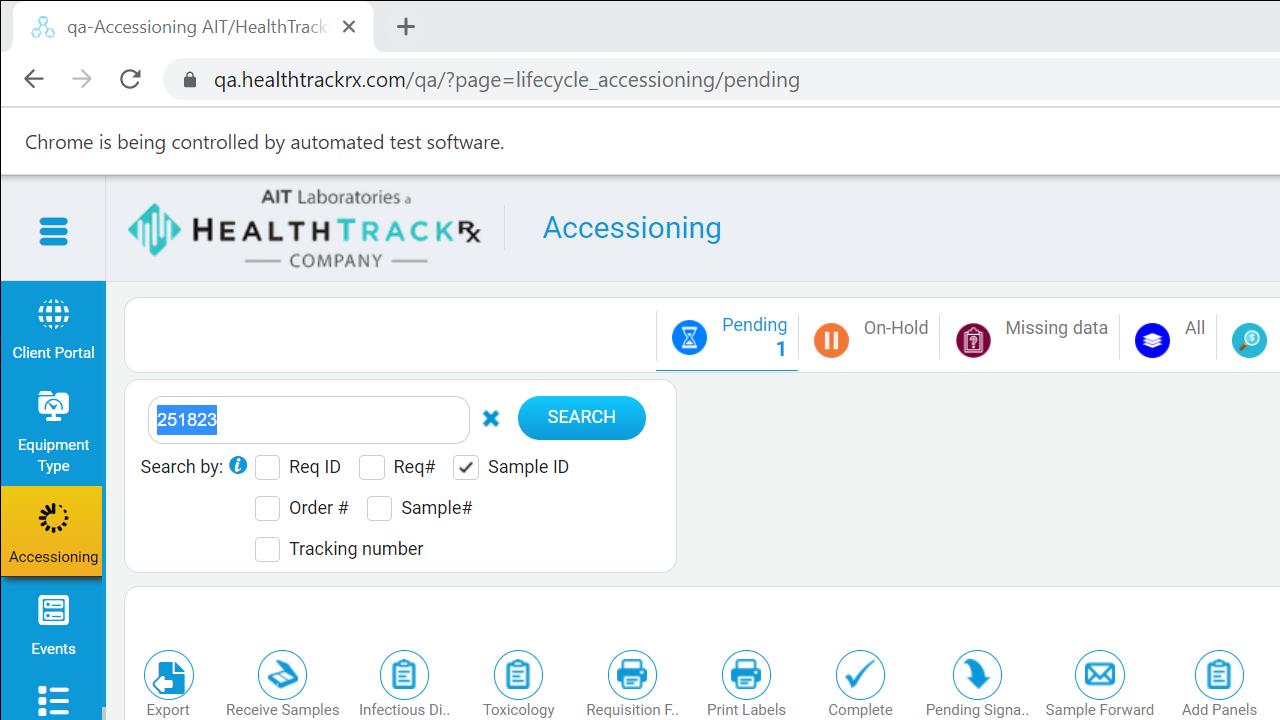 qa-Accessioning AIT/HealthTrack
qa.healthtrackrx.com/qa/?page=lifecycle_accessioning/pending
Chrome is being controlled by automated test software.
AIT Laboratories a
HEALTHTRACKRx
COMPANY
Accessioning
Client Portal
Equipment
Type
Accessioning
Events
Pending
1
On-Hold
Missing data
All
251823
SEARCH
Search by: Req ID Req# Sample ID
Order # Sample#
Tracking number
Export Receive Samples Infectious Di.. Toxicology Requisition F.. Print Labels Complete Pending Signa.. Sample Forward Add Panels